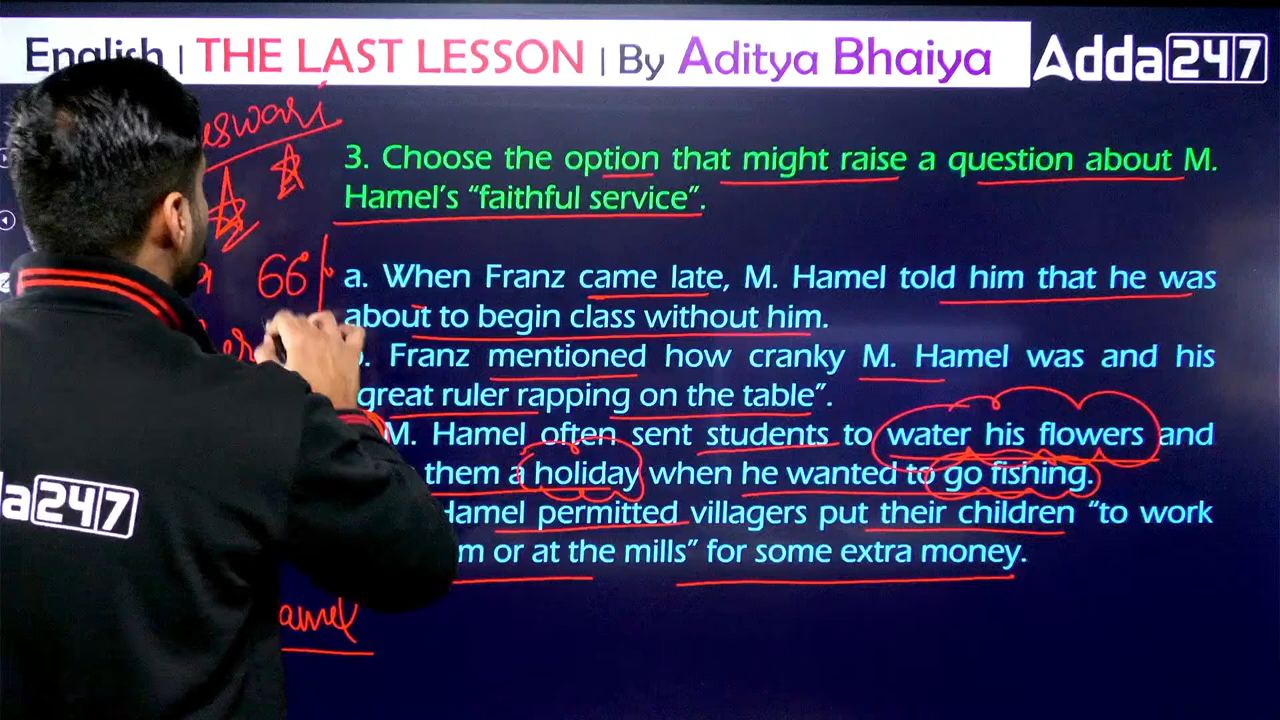 English | THE LAST LESSON | By Aditya Bhaiya
Adda247
3. Choose the option that might raise a question about M.
Hamel's "faithful service".
66
a. When Franz came late, M. Hamel told him that he was
about to begin class without him.
Franz mentioned how cranky M. Hamel was and his
great ruler rapping on the table".
M. Hamel often sent students to water his flowers and
them a holiday when he wanted to go fishing.
Hamel permitted villagers put their children "to work
or at the mills" for some extra money.
247